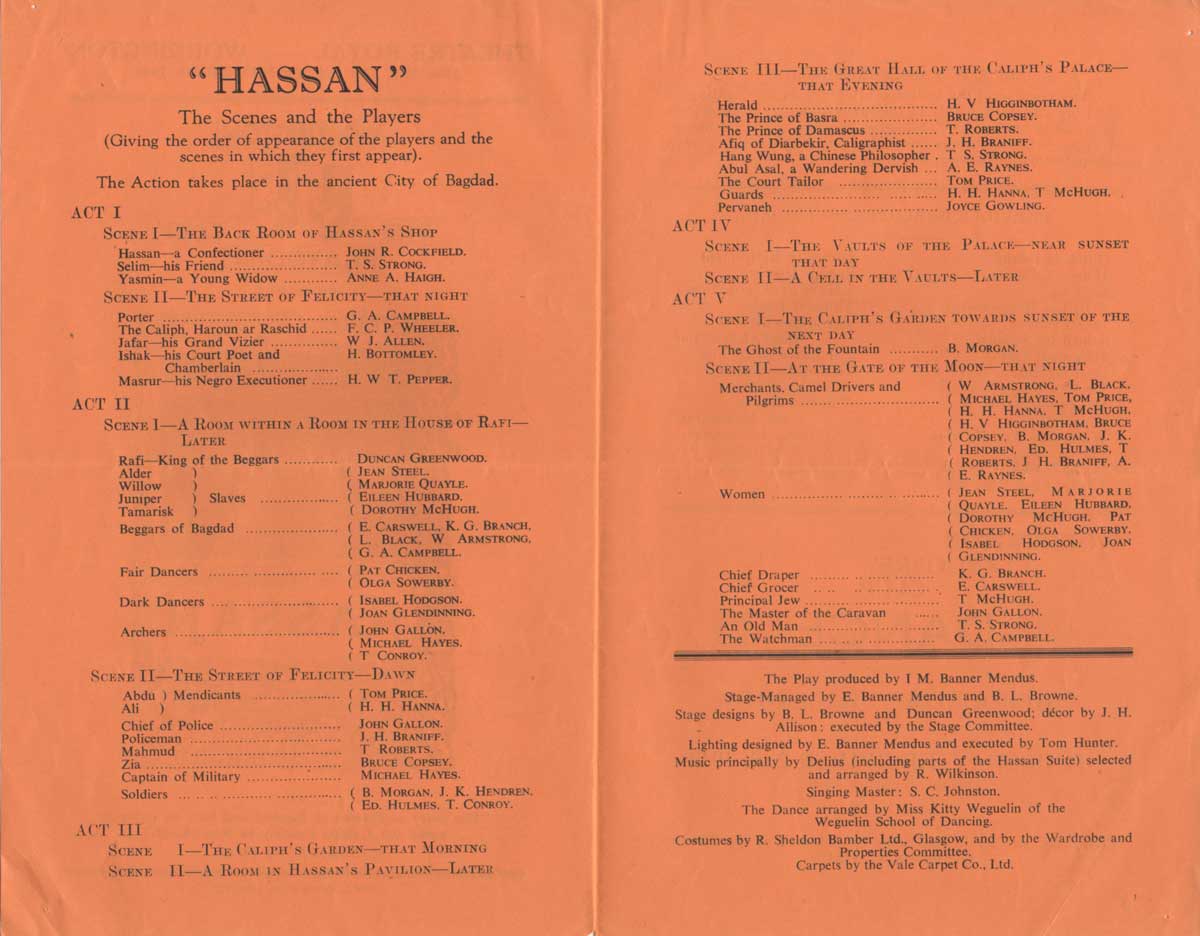 "HASSAN"
The Scenes and the Players
(Giving the order of appearance of the players and the
scenes in which they first appear).
The Action takes place in the ancient City of Bagdad.
ACT I
SCENE I—THE BACK ROOM OF HASSAN'S SHOP
Hassan—a Confectioner .............. JOHN R. COCKFIELD.
Selim—his Friend ...................... T. S. STRONG.
Yasmin—a Young Widow ............ ANNE A. HAIGH.
SCENE II—THE STREET OF FELICITY—THAT NIGHT
Porter .................................... G. A. CAMPBELL.
The Caliph, Haroun ar Raschid ...... F. C. P. WHEELER.
Jafar—his Grand Vizier .............. W J. ALLEN.
Ishak—his Court Poet and H. BOTTOMLEY.
Chamberlain ..................
Masrur—his Negro Executioner ...... H. W T. PEPPER.
ACT II
SCENE I—A ROOM WITHIN A ROOM IN THE HOUSE OF RAFI—
LATER
Rafi—King of the Beggars ........... DUNCAN GREENWOOD.
Alder ) ( JEAN STEEL.
Willow ) ( MARJORIE QUAYLE.
Juniper ) Slaves ................ ( EILEEN HUBBARD.
Tamarisk ) ( DOROTHY MCHUGH.
Beggars of Bagdad ................... ( E. CARSWELL, K. G. BRANCH,
( L. BLACK, W ARMSTRONG,
( G. A. CAMPBELL.
Fair Dancers ........................... ( PAT CHICKEN,
( OLGA SOWERBY.
Dark Dancers .......................... ( ISABEL HODGSON.
( JOAN GLENDINNING.
Archers .................................. ( JOHN GALLON.
( MICHAEL HAYES.
( T CONROY.
SCENE II—THE STREET OF FELICITY—DAWN
Abdu ) Mendicants .................. ( TOM PRICE.
Ali ) ( H. H. HANNA.
Chief of Police ......................... JOHN GALLON.
Policeman ............................... J. H. BRANIFF.
Mahmud ............................... T ROBERTS.
Zia ........................................ BRUCE COPSEY.
Captain of Military ................... MICHAEL HAYES.
Soldiers ................................. ( B. MORGAN, J. K. HENDREN.
( ED. HULMES, T. CONROY.
ACT III
SCENE I—THE CALIPH'S GARDEN—THAT MORNING
SCENE II—A ROOM IN HASSAN'S PAVILION—LATER
SCENE III—THE GREAT HALL OF THE CALIPH'S PALACE—
THAT EVENING
Herald .................................... H. V HIGGINBOTHAM.
The Prince of Basra ..................... BRUCE COPSEY.
The Prince of Damascus .............. T. ROBERTS.
Afiq of Diarbekir, Caligraphist ...... J. H. BRANIFF.
Hang Wung, a Chinese Philosopher . T S. STRONG.
Abul Asal, a Wandering Dervish ... A. E. RAYNES.
The Court Tailor ..................... TOM PRICE.
Guards ................................. H. H. HANNA, T MCHUGH.
Pervaneh ................................. JOYCE GOWLING.
ACT IV
SCENE I—THE VAULTS OF THE PALACE—NEAR SUNSET
THAT DAY
SCENE II—A CELL IN THE VAULTS—LATER
ACT V
SCENE I—THE CALIPH'S GARDEN TOWARDS SUNSET OF THE
NEXT DAY
The Ghost of the Fountain ........... B. MORGAN.
SCENE II—AT THE GATE OF THE MOON—THAT NIGHT
Merchants, Camel Drivers and ( W ARMSTRONG, L. BLACK,
Pilgrims ............................. ( MICHAEL HAYES, TOM PRICE,
( H. H. HANNA, T MCHUGH,
( H. V HIGGINBOTHAM, BRUCE
( COPSEY, B. MORGAN, J. K.
( HENDREN, ED. HULMES, T
( ROBERTS, J H. BRANIFF, A.
( E. RAYNES.
Women ................................... ( JEAN STEEL, MARJORIE
( QUAYLE, EILEEN HUBBARD,
( DOROTHY MCHUGH, PAT
( CHICKEN, OLGA SOWERBY.
( ISABEL HODGSON, JOAN
( GLENDINNING.
Chief Draper .......................... K. G. BRANCH.
Chief Grocer .......................... E. CARSWELL.
Principal Jew ............................ T MCHUGH.
The Master of the Caravan ...... JOHN GALLON.
An Old Man .......................... T. S. STRONG.
The Watchman ...................... G. A. CAMPBELL.
The Play produced by I M. Banner Mendus.
Stage-Managed by E. Banner Mendus and B. L. Browne.
Stage designs by B. L. Browne and Duncan Greenwood; décor by J. H.
Allison: executed by the Stage Committee.
Lighting designed by E. Banner Mendus and executed by Tom Hunter.
Music principally by Delius (including parts of the Hassan Suite) selected
and arranged by R. Wilkinson.
Singing Master: S. C. Johnston.
The Dance arranged by Miss Kitty Weguelin of the
Weguelin School of Dancing.
Costumes by R. Sheldon Bamber Ltd., Glasgow, and by the Wardrobe and
Properties Committee.
Carpets by the Vale Carpet Co., Ltd.